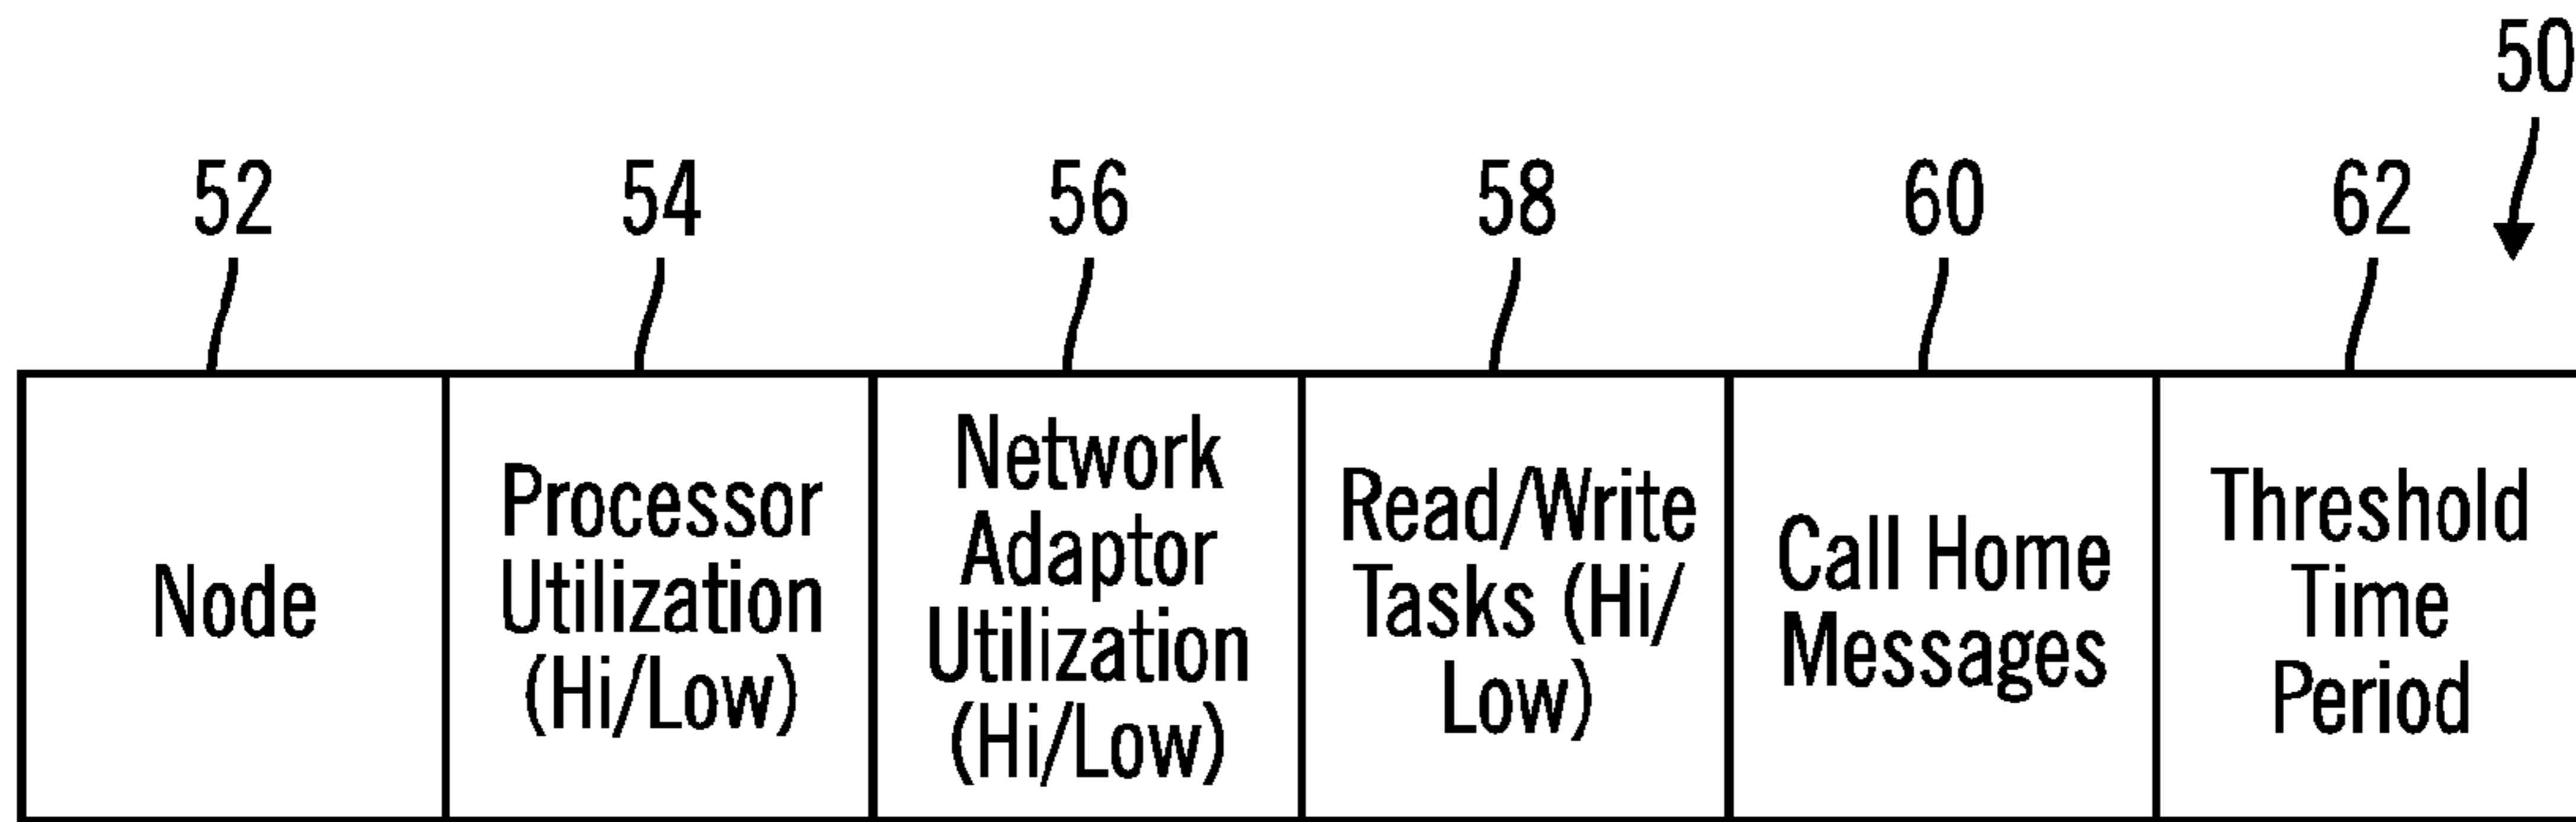 50
52
54
56
58
60
62
Node
Processor
Utilization
(Hi/Low)
Network
Adaptor
Utilization
(Hi/Low)
Read/Write
Tasks (Hi/
Low)
Call Home
Messages
Threshold
Time
Period